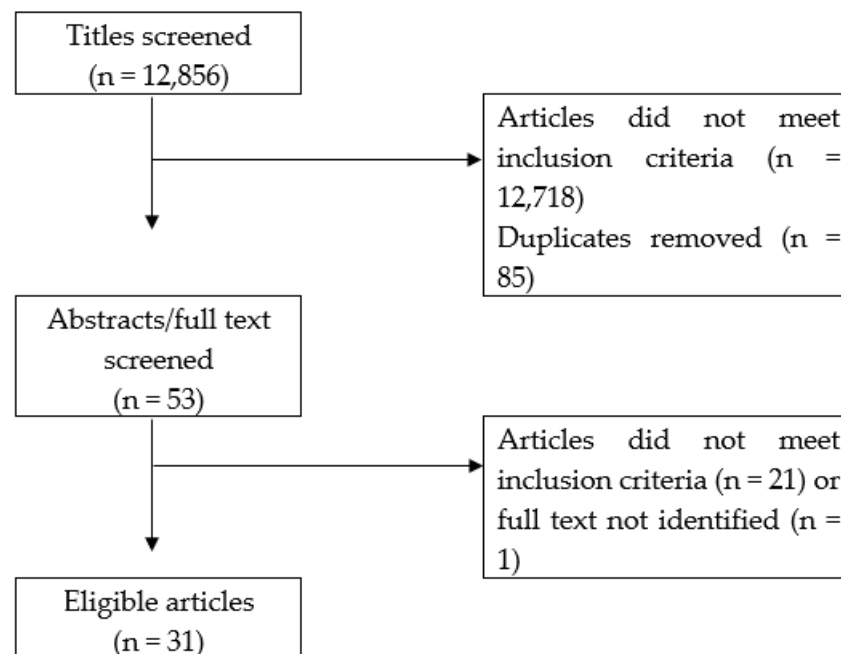 Titles screened
(n = 12,856)
Articles did not meet
inclusion criteria (n =
12,718)
Duplicates removed (n =
85)
Abstracts/full text
screened
(n = 53)
Articles did not meet
inclusion criteria (n = 21) or
full text not identified (n =
1)
Eligible articles
(n = 31)